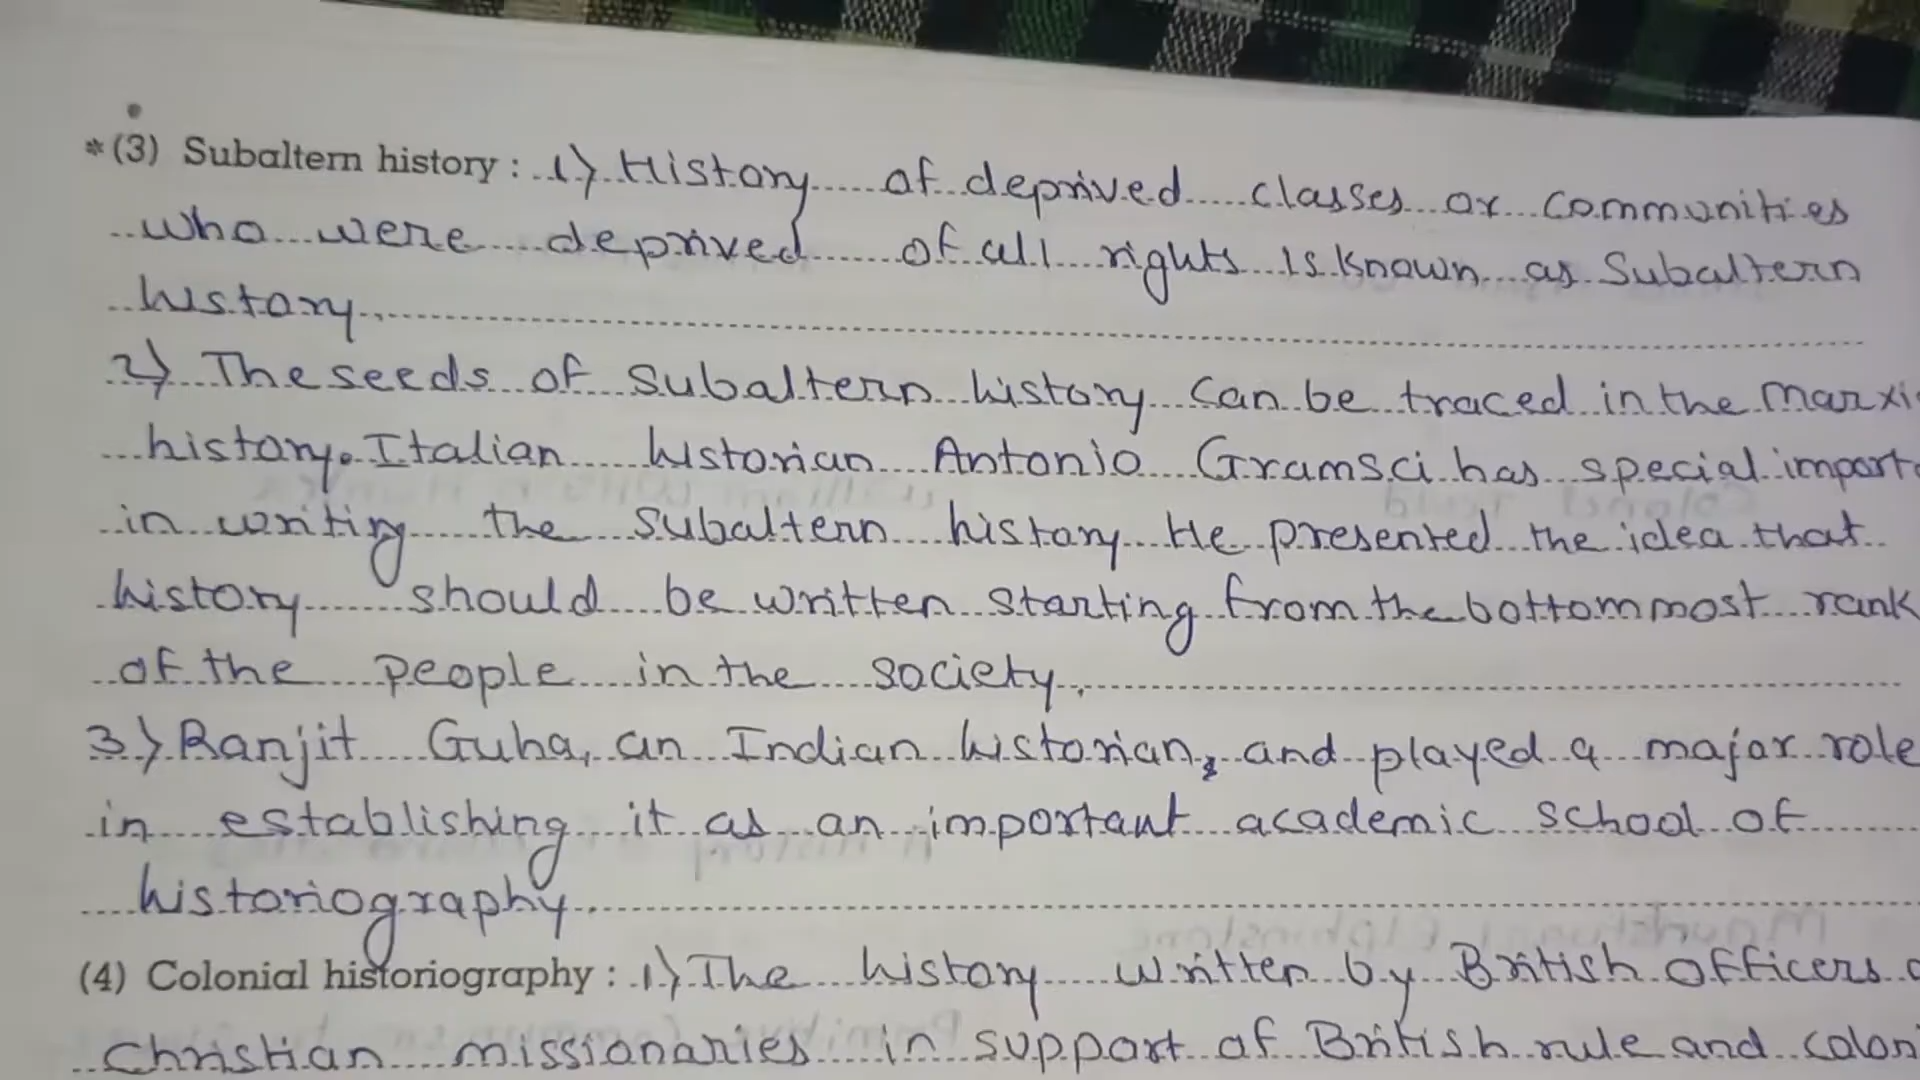 *(3) Subaltern history : 1) History of deprived classes or communities
who were deprived of all rights is known as Subaltern
history.
2) The seeds of Subaltern history can be traced in the Marxi
history. Italian historian Antonio Gramsci has special import
in writing the subaltern history He presented the idea that
history should be written starting from the bottommost rank
of the people in the society.
3) Ranjit Guha, an Indian historian, and played a major role
in establishing it as an important academic school of
historiography.
(4) Colonial historiography : 1) The history written by British officers
Christian missionaries in support of British rule and colon